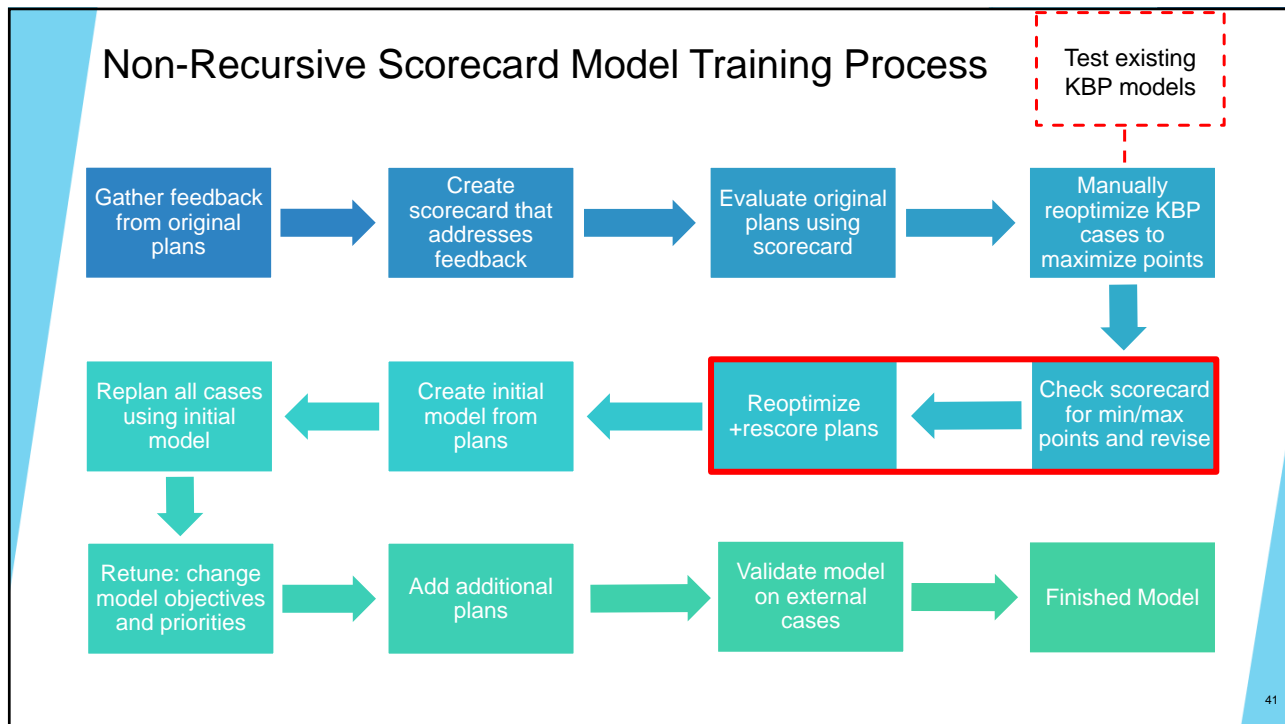 Non-Recursive Scorecard Model Training Process
Test existing
KBP models
Gather feedback
from original
plans
Create
scorecard that
addresses
feedback
Evaluate original
plans using
scorecard
Manually
reoptimize KBP
cases to
maximize points
Check scorecard
for min/max
points and revise
Reoptimize
+rescore plans
Create initial
model from
plans
Replan all cases
using initial
model
Retune: change
model objectives
and priorities
Add additional
plans
Validate model
on external
cases
Finished Model
41